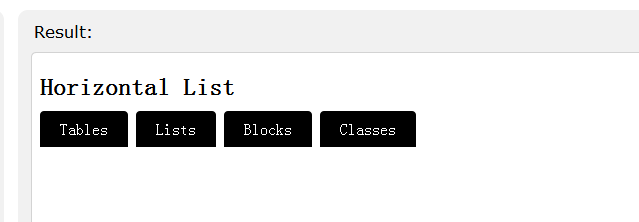 Result:
Horizontal List
Tables Lists Blocks Classes